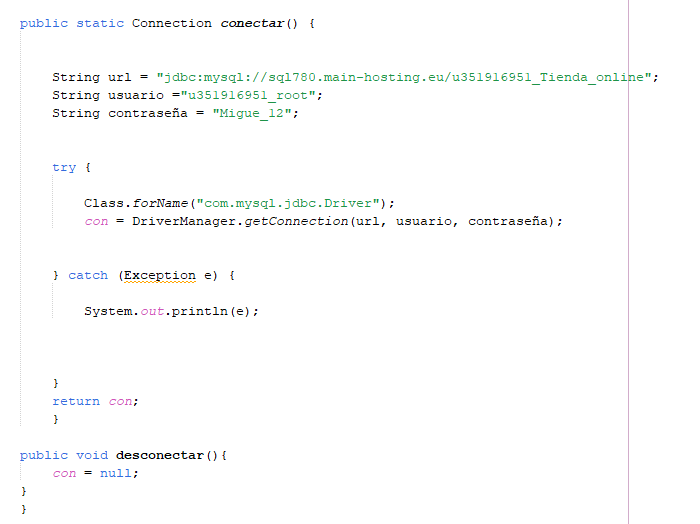 public static Connection conectar() {
String url = "jdbc:mysql://sql780.main-hosting.eu/u351916951_Tienda_online";
String usuario ="u351916951_root";
String contraseña = "Migue_12";
try {
Class.forName("com.mysql.jdbc.Driver");
con = DriverManager.getConnection(url, usuario, contraseña);
} catch (Exception e) {
System.out.println(e);
}
return con;
}
public void desconectar(){
con = null;
}
}